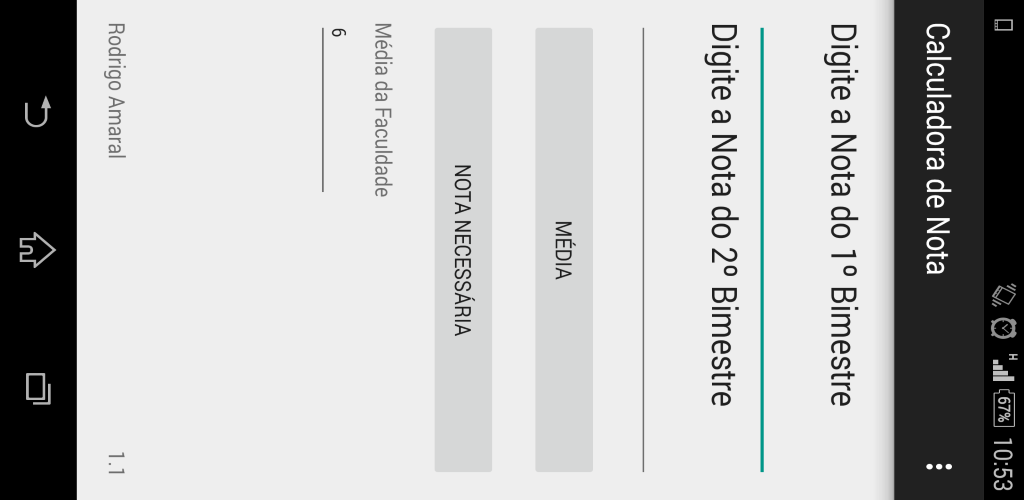 H
67%
10:53
Calculadora de Nota
Digite a Nota do 1º Bimestre
Digite a Nota do 2º Bimestre
MÉDIA
NOTA NECESSÁRIA
Média da Faculdade
6
Rodrigo Amaral
1.1